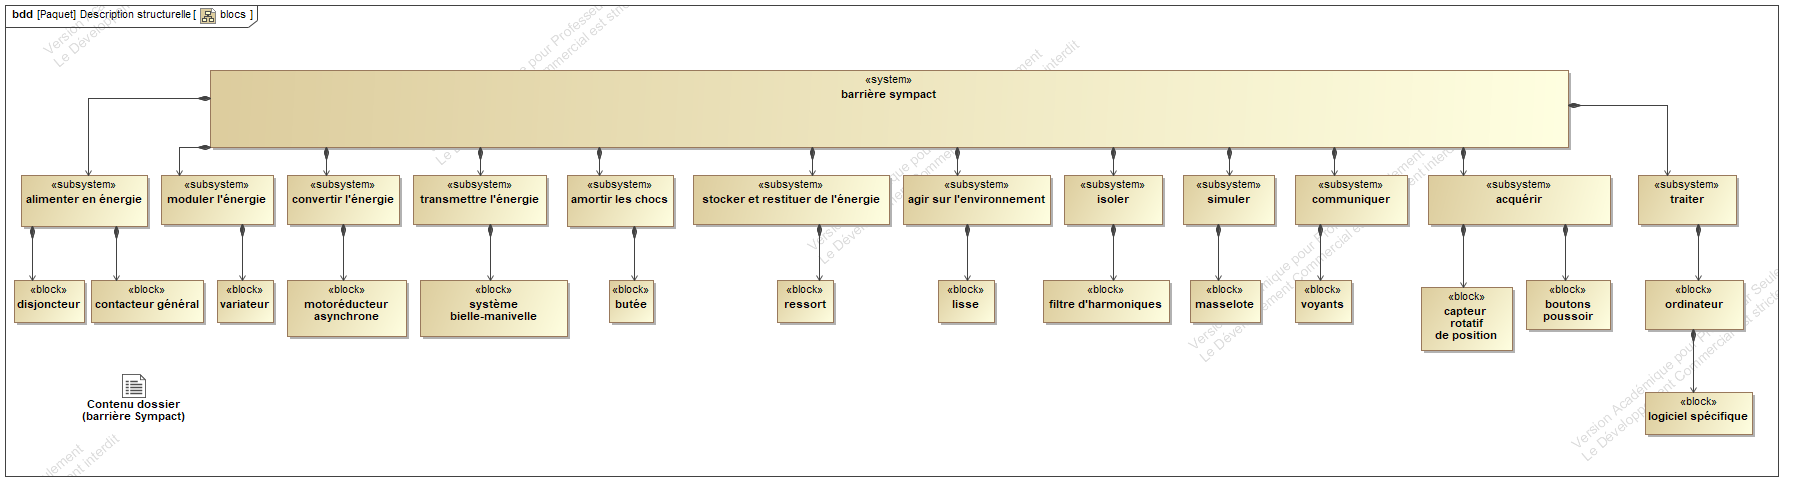 bdd [Paquet] Description structurelle [ blocs ]
«system»
barrière sympact
«subsystem»
alimenter en énergie
«subsystem»
moduler l'énergie
«subsystem»
convertir l'énergie
«subsystem»
transmettre l'énergie
«subsystem»
amortir les chocs
«subsystem»
stocker et restituer de l'énergie
«subsystem»
agir sur l'environnement
«subsystem»
isoler
«subsystem»
simuler
«subsystem»
communiquer
«subsystem»
acquérir
«subsystem»
traiter
«block»
disjoncteur
«block»
contacteur général
«block»
variateur
«block»
motoréducteur
asynchrone
«block»
système
bielle-manivelle
«block»
butée
«block»
ressort
«block»
lisse
«block»
filtre d'harmoniques
«block»
masselote
«block»
voyants
«block»
capteur
rotatif
de position
«block»
boutons
poussoir
«block»
ordinateur
«block»
logiciel spécifique
Contenu dossier
(barrière Sympact)